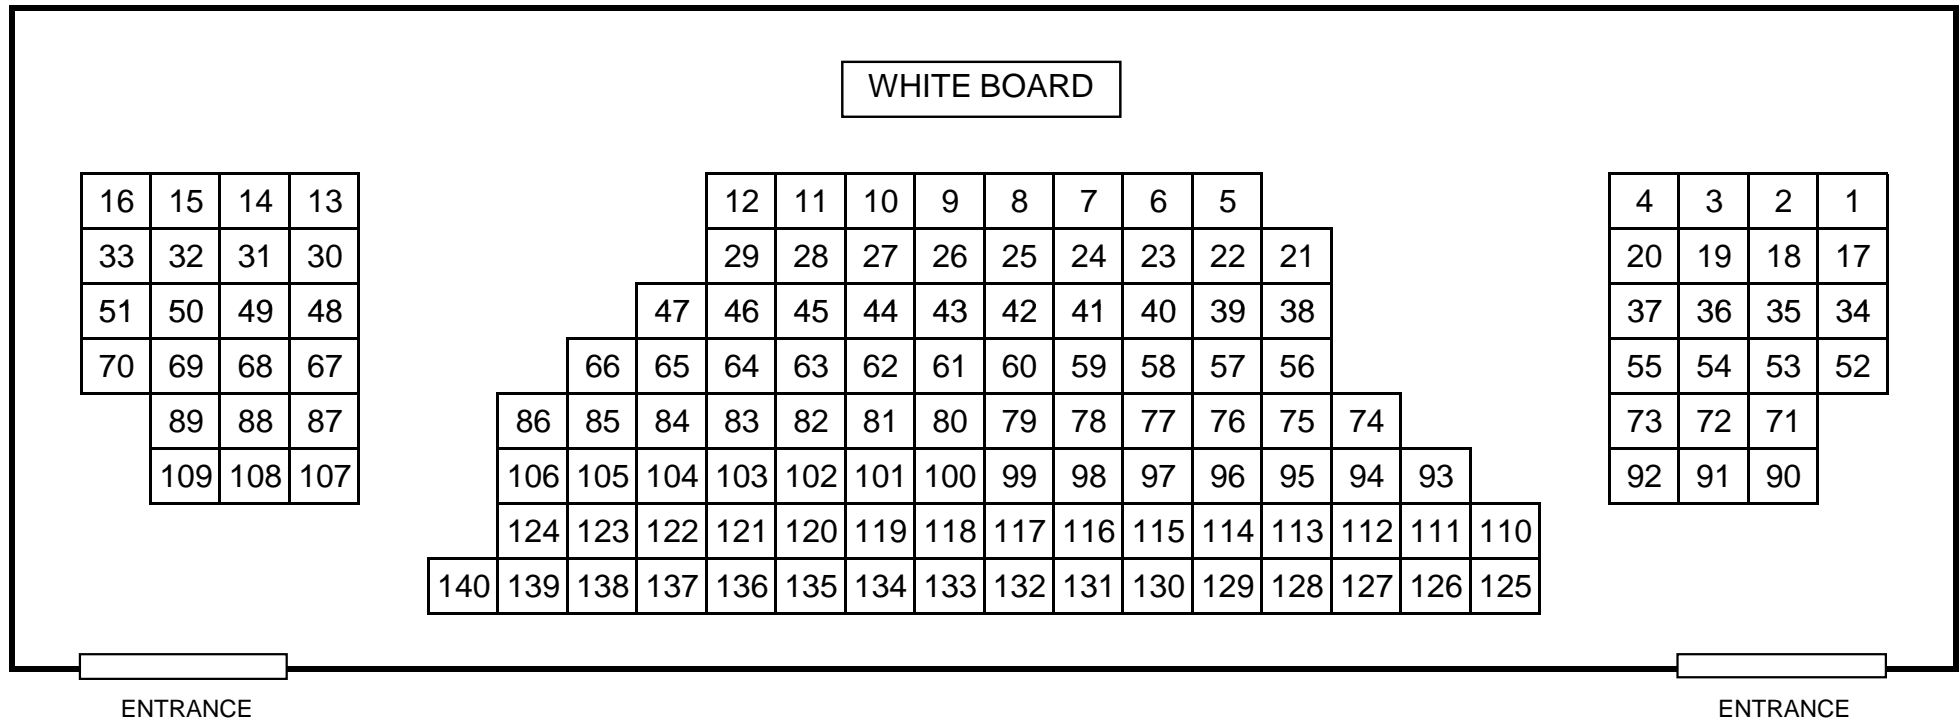 WHITE BOARD
16 15 14 13 12 11 10 9 8 7 6 5 4 3 2 1
33 32 31 30 29 28 27 26 25 24 23 22 21 20 19 18 17
51 50 49 48 47 46 45 44 43 42 41 40 39 38 37 36 35 34
70 69 68 67 66 65 64 63 62 61 60 59 58 57 56 55 54 53 52
89 88 87 86 85 84 83 82 81 80 79 78 77 76 75 74 73 72 71
109 108 107 106 105 104 103 102 101 100 99 98 97 96 95 94 93 92 91 90
124 123 122 121 120 119 118 117 116 115 114 113 112 111 110
140 139 138 137 136 135 134 133 132 131 130 129 128 127 126 125
ENTRANCE ENTRANCE